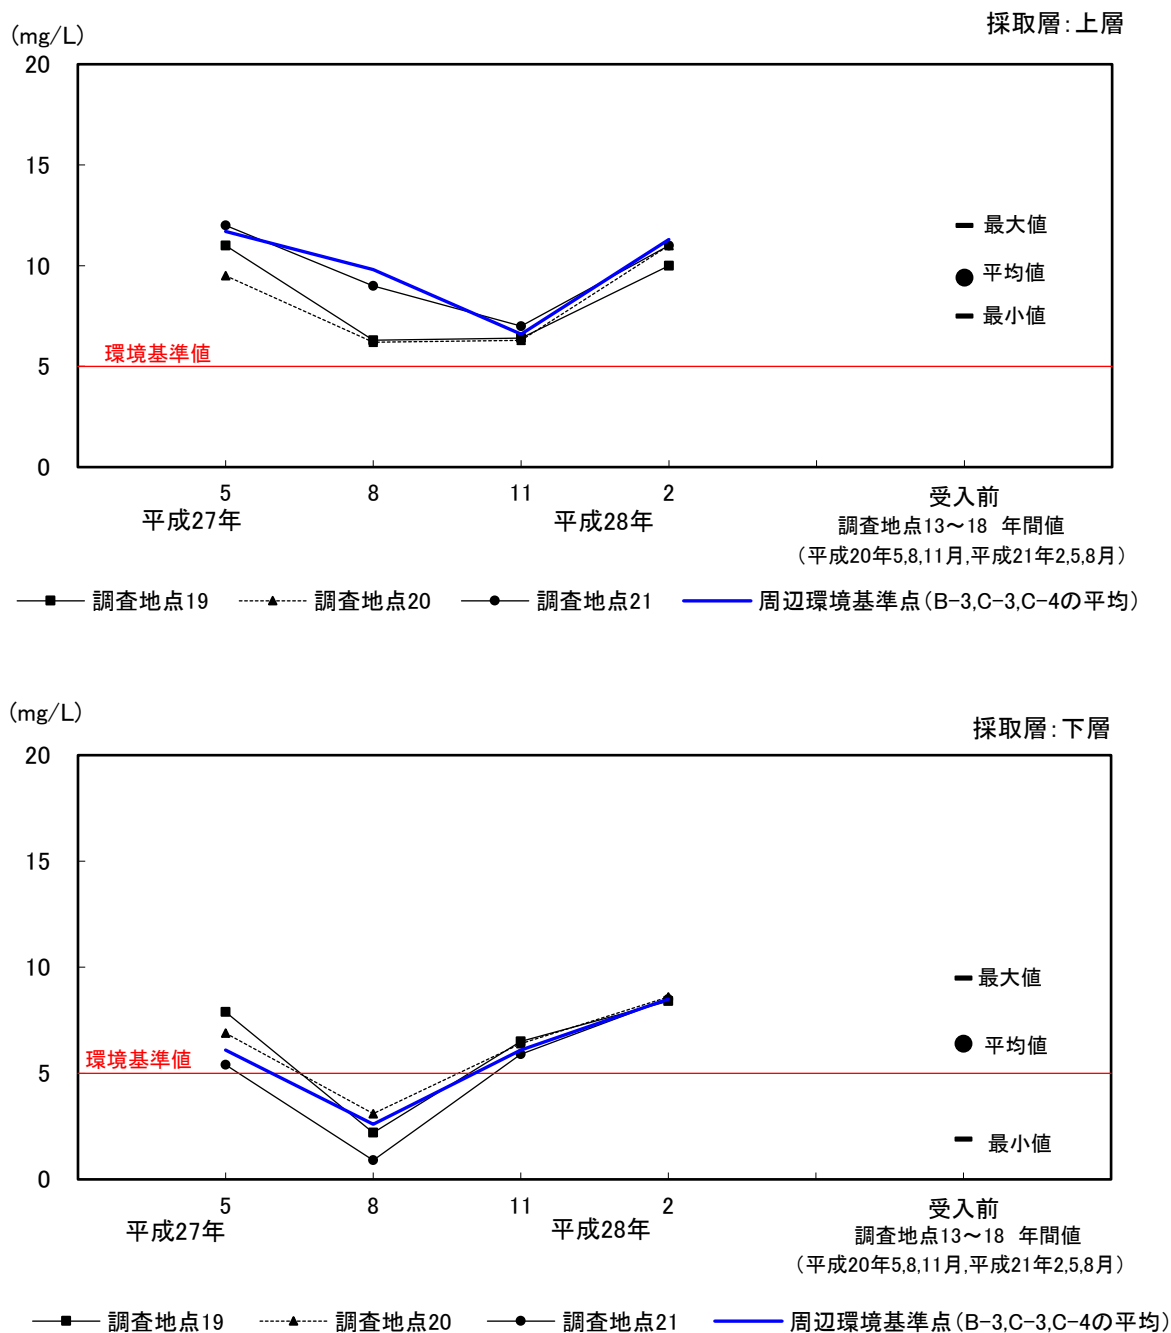 採取層:上層
(mg/L)
20
15
最大値
10
平均値
最小値
環境基準値
5
0
5 8 11 2 受入前
平成27年 平成28年
調査地点13～18 年間値
(平成20年5,8,11月,平成21年2,5,8月)
調査地点19 調査地点20 調査地点21 周辺環境基準点(B-3,C-3,C-4の平均)
(mg/L)
採取層:下層
20
15
10
最大値
平均値
環境基準値
5
最小値
0
5 8 11 2 受入前
平成27年 平成28年
調査地点13～18 年間値
(平成20年5,8,11月,平成21年2,5,8月)
調査地点19 調査地点20 調査地点21 周辺環境基準点(B-3,C-3,C-4の平均)